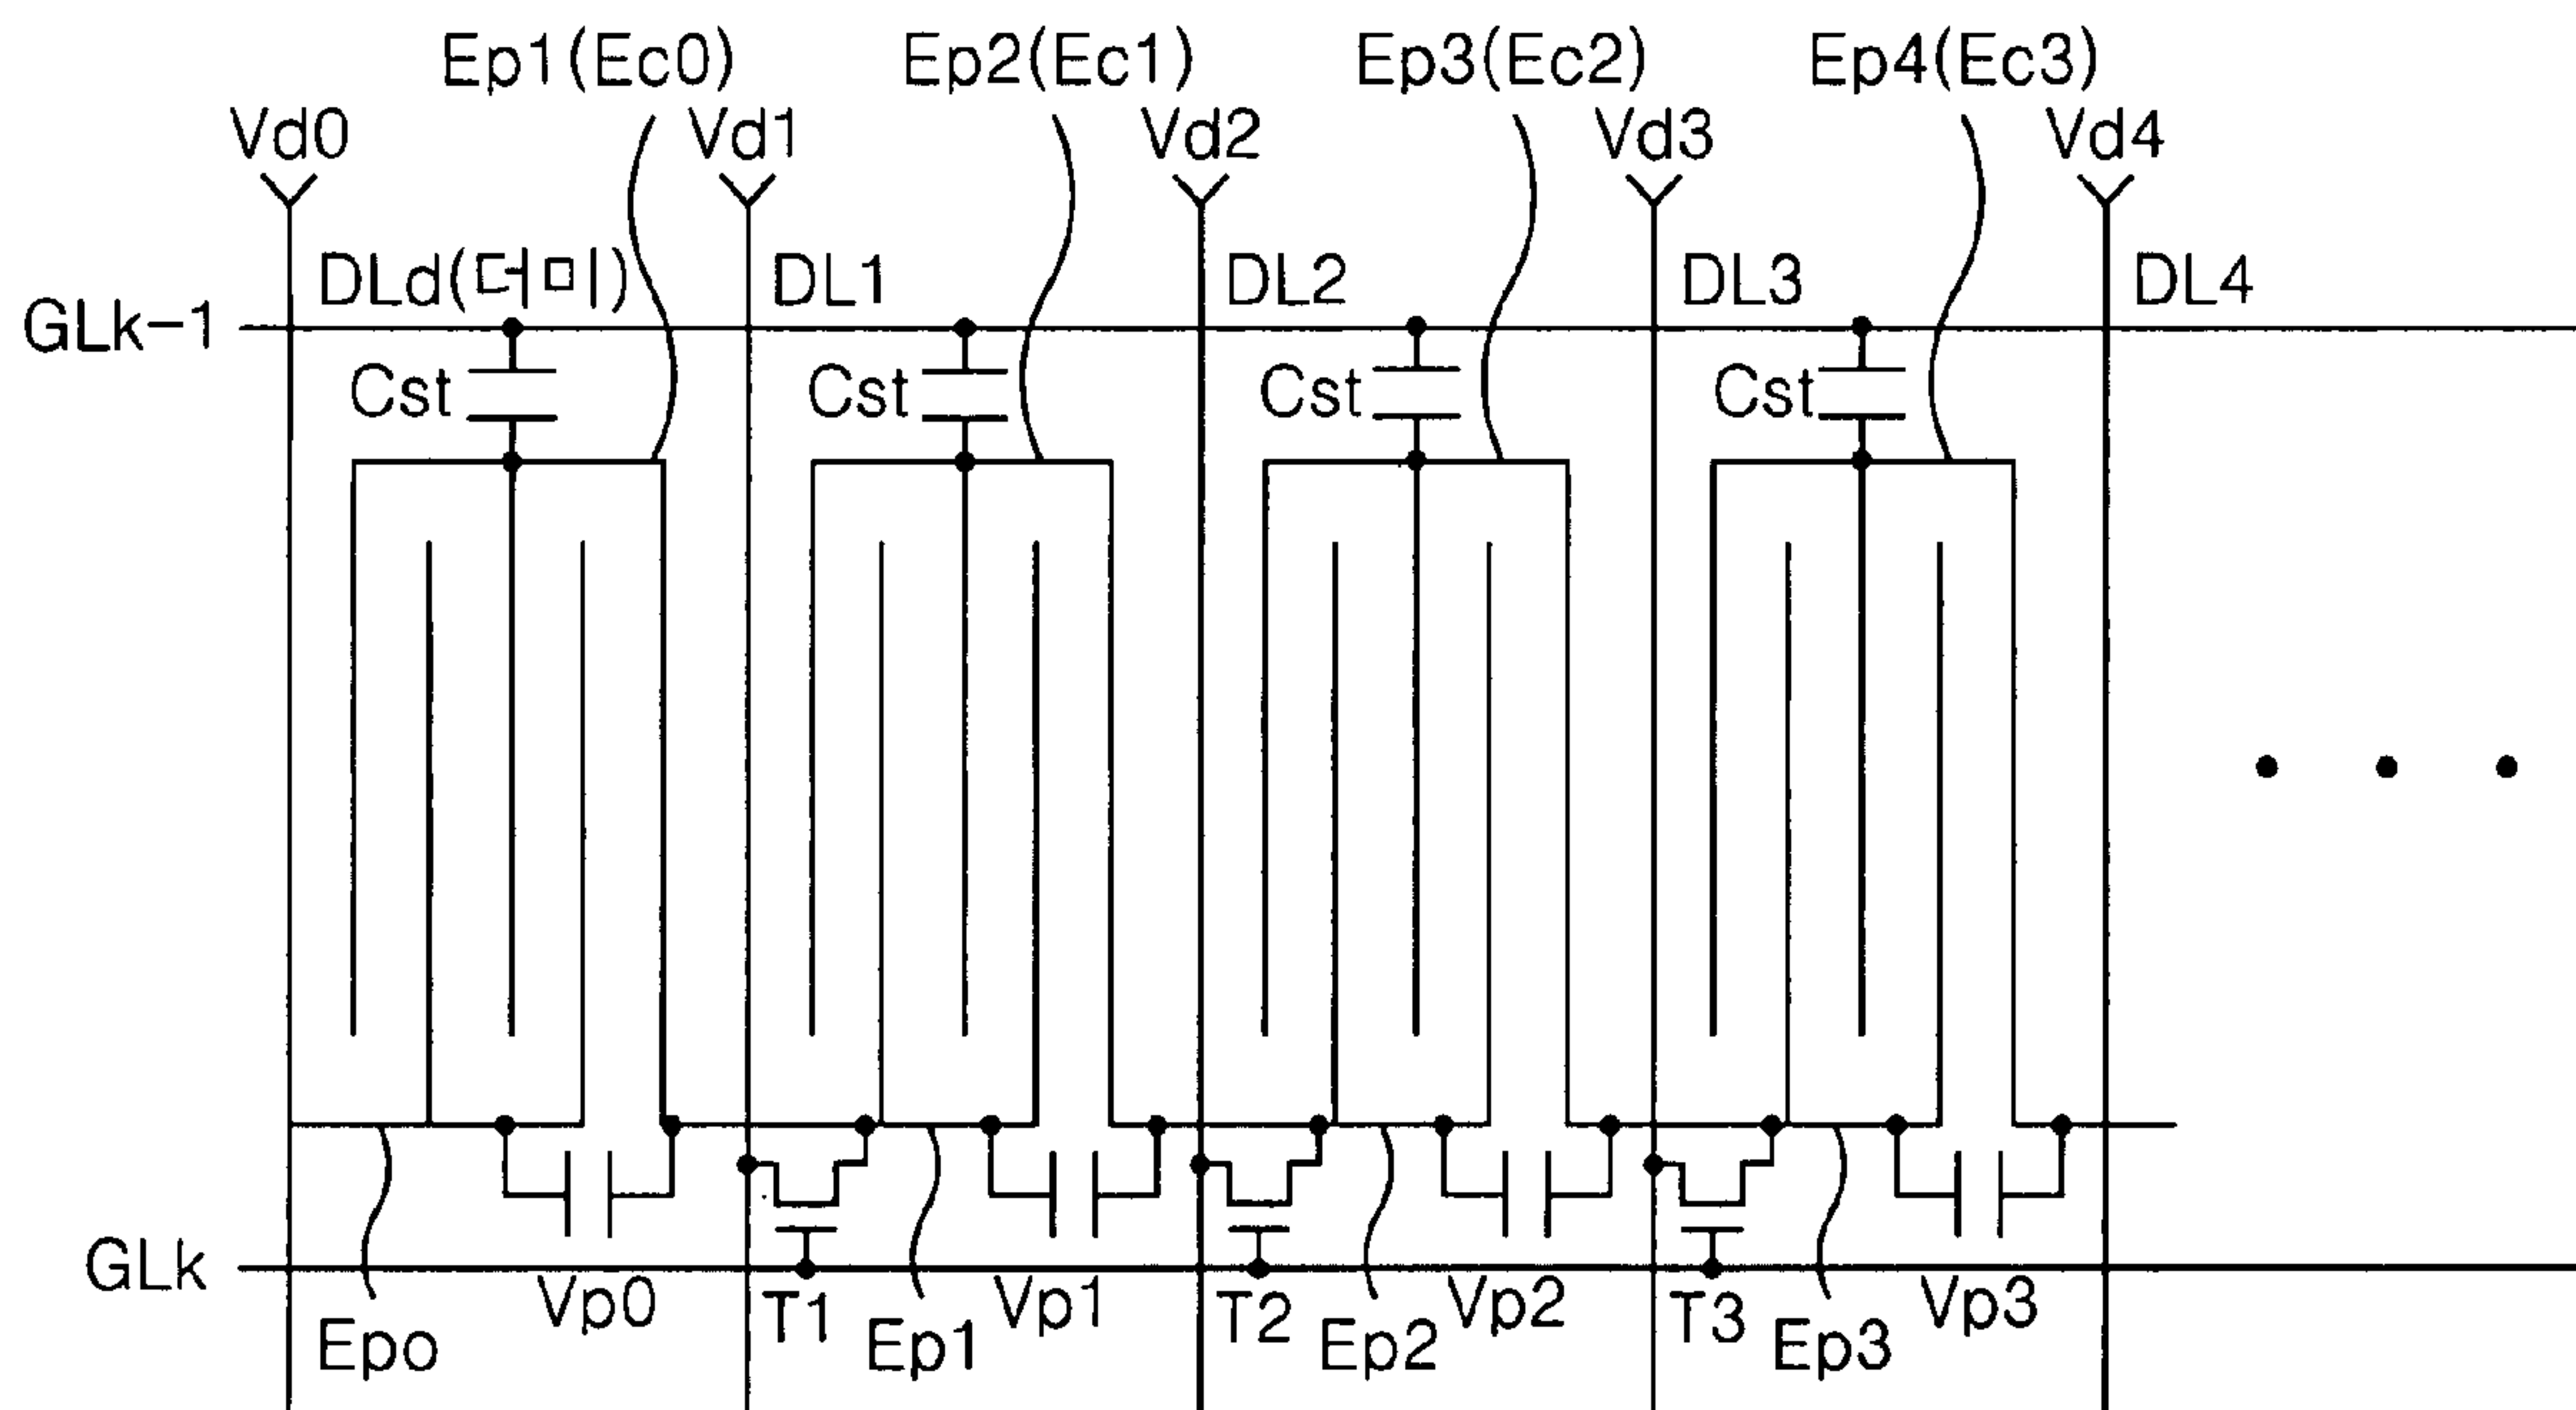 Ep1(Ec0) Ep2(Ec1) Ep3(Ec2) Ep4(Ec3)
Vd0 Vd1 Vd2 Vd3 Vd4
DLd(더미) DL1 DL2 DL3 DL4
GLk-1
Cst Cst Cst Cst
GLk
Vp0 T1 Vp1 T2 Vp2 T3 Vp3
Epo Ep1 Ep2 Ep3